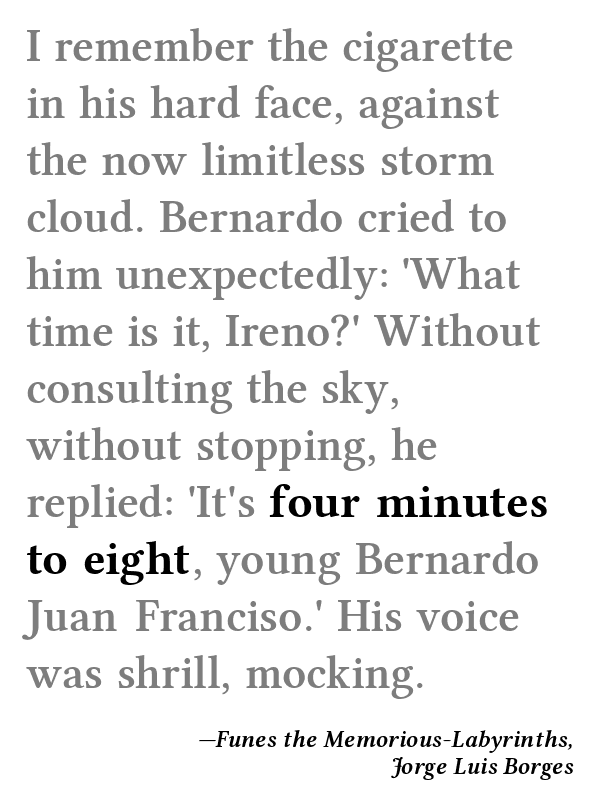 I remember the cigarette
in his hard face, against
the now limitless storm
cloud. Bernardo cried to
him unexpectedly: 'What
time is it, Ireno?' Without
consulting the sky,
without stopping, he
replied: 'It's four minutes
to eight, young Bernardo
Juan Franciso.' His voice
was shrill, mocking.
—Funes the Memorious-Labyrinths,
Jorge Luis Borges